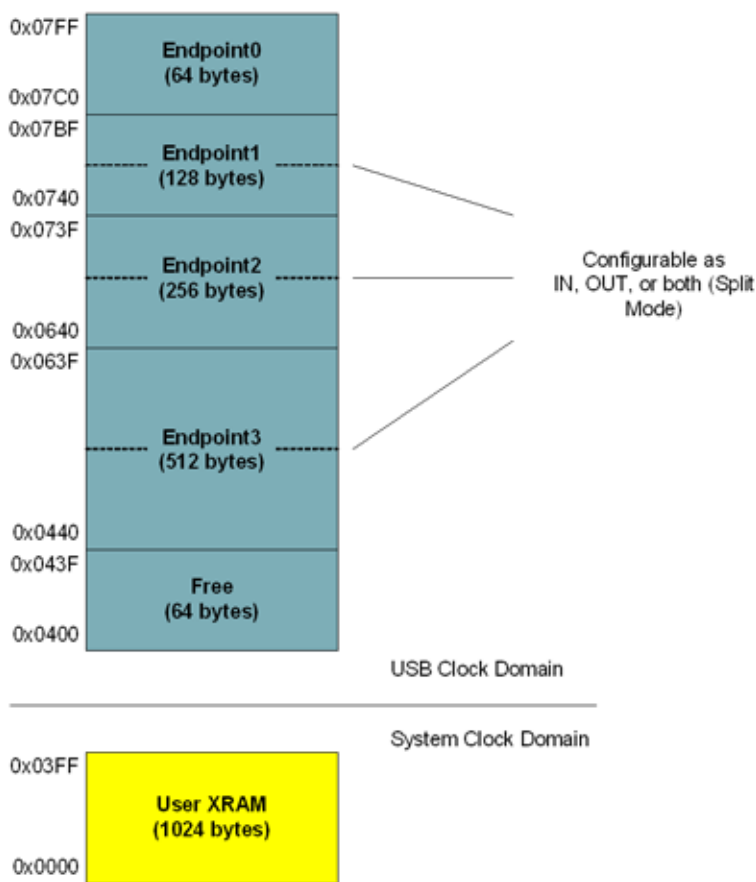 0x07FF
Endpoint0
(64 bytes)
0x07C0
0x07BF
Endpoint1
(128 bytes)
0x0740
0x073F
Endpoint2
(256 bytes)
0x0640
0x063F
Endpoint3
(512 bytes)
0x0440
0x043F
Free
(64 bytes)
0x0400
Configurable as
IN, OUT, or both (Split
Mode)
USB Clock Domain
System Clock Domain
0x03FF
User XRAM
(1024 bytes)
0x0000